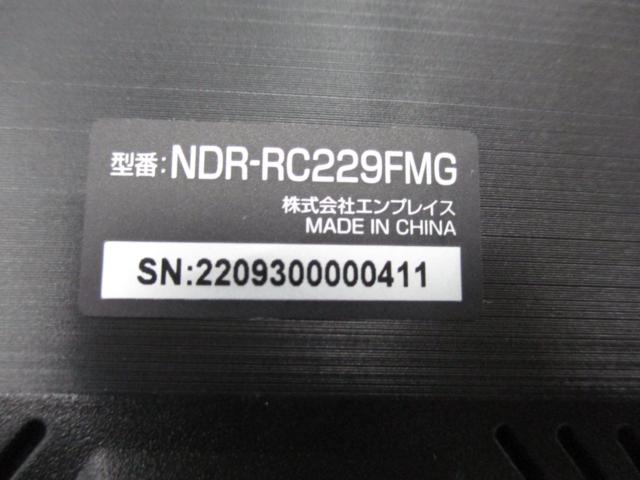 型番: NDR-RC229FMG
株式会社エンプレイス
MADE IN CHINA
SN:2209300000411